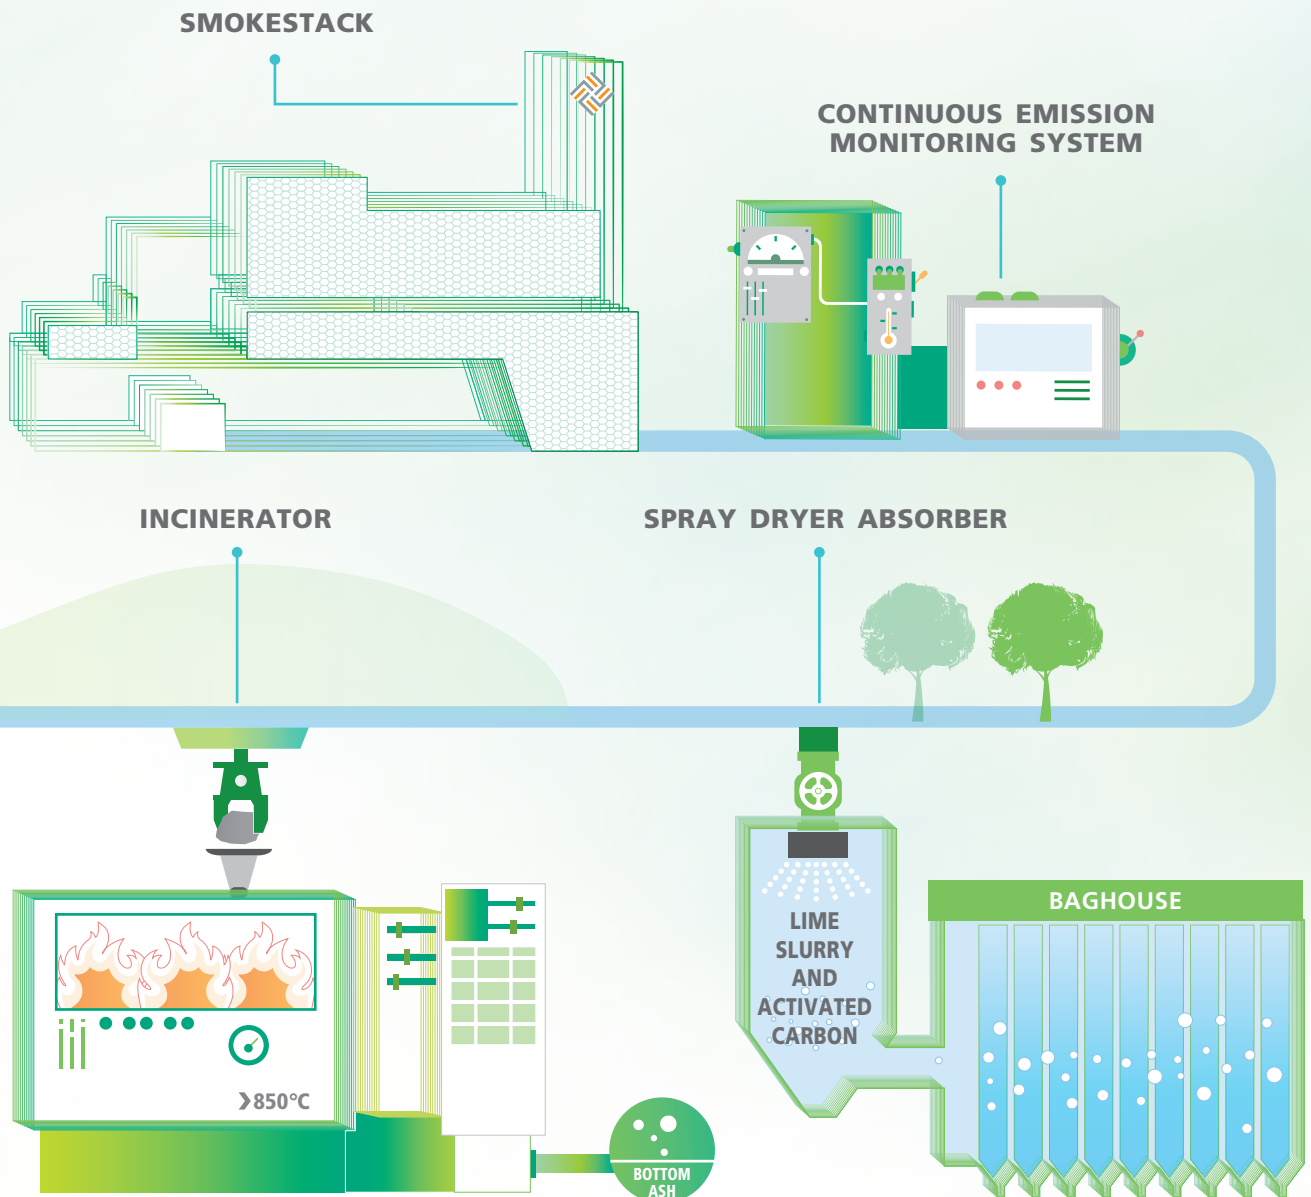 SMOKESTACK
CONTINUOUS EMISSION
MONITORING SYSTEM
INCINERATOR
SPRAY DRYER ABSORBER
BAGHOUSE
LIME
SLURRY
AND
ACTIVATED
CARBON
❯850°C
BOTTOM
ASH